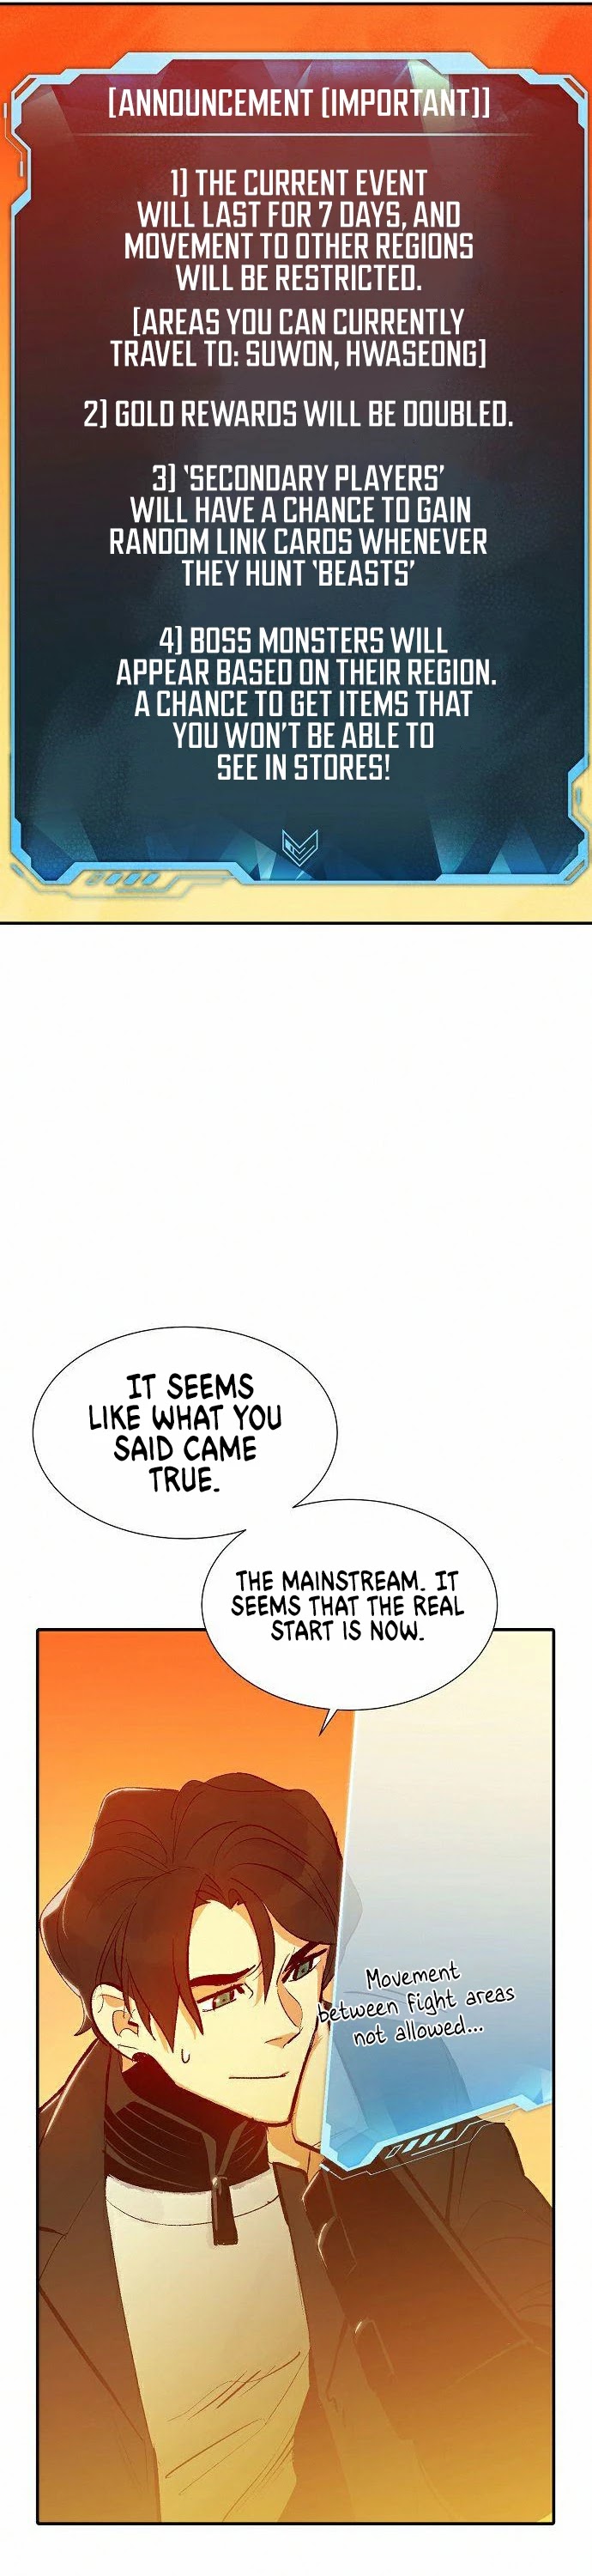 [ANNOUNCEMENT (IMPORTANT)]
1) THE CURRENT EVENT
WILL LAST FOR 7 DAYS, AND
MOVEMENT TO OTHER REGIONS
WILL BE RESTRICTED.
[AREAS YOU CAN CURRENTLY
TRAVEL TO: SUWON, HWASEONG]
2) GOLD REWARDS WILL BE DOUBLED.
3) 'SECONDARY PLAYERS'
WILL HAVE A CHANCE TO GAIN
RANDOM LINK CARDS WHENEVER
THEY HUNT 'BEASTS'
4) BOSS MONSTERS WILL
APPEAR BASED ON THEIR REGION.
A CHANCE TO GET ITEMS THAT
YOU WON'T BE ABLE TO
SEE IN STORES!
IT SEEMS
LIKE WHAT YOU
SAID CAME
TRUE.
THE MAINSTREAM. IT
SEEMS THAT THE REAL
START IS NOW.
Movement
between fight areas
not allowed...